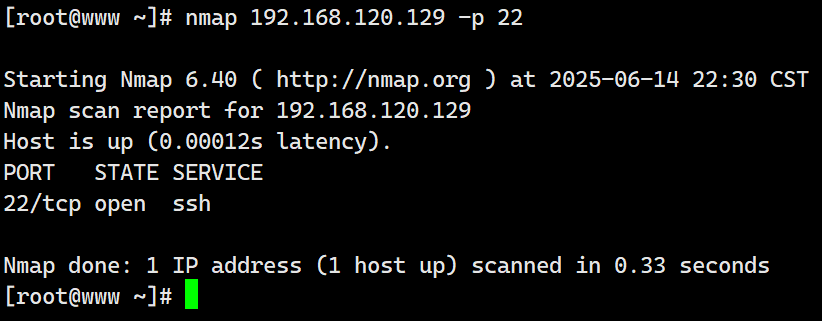 [root@www ~]# nmap 192.168.120.129 -p 22
Starting Nmap 6.40 ( http://nmap.org ) at 2025-06-14 22:30 CST
Nmap scan report for 192.168.120.129
Host is up (0.00012s latency).
PORT   STATE SERVICE
22/tcp open  ssh
Nmap done: 1 IP address (1 host up) scanned in 0.33 seconds
[root@www ~]#